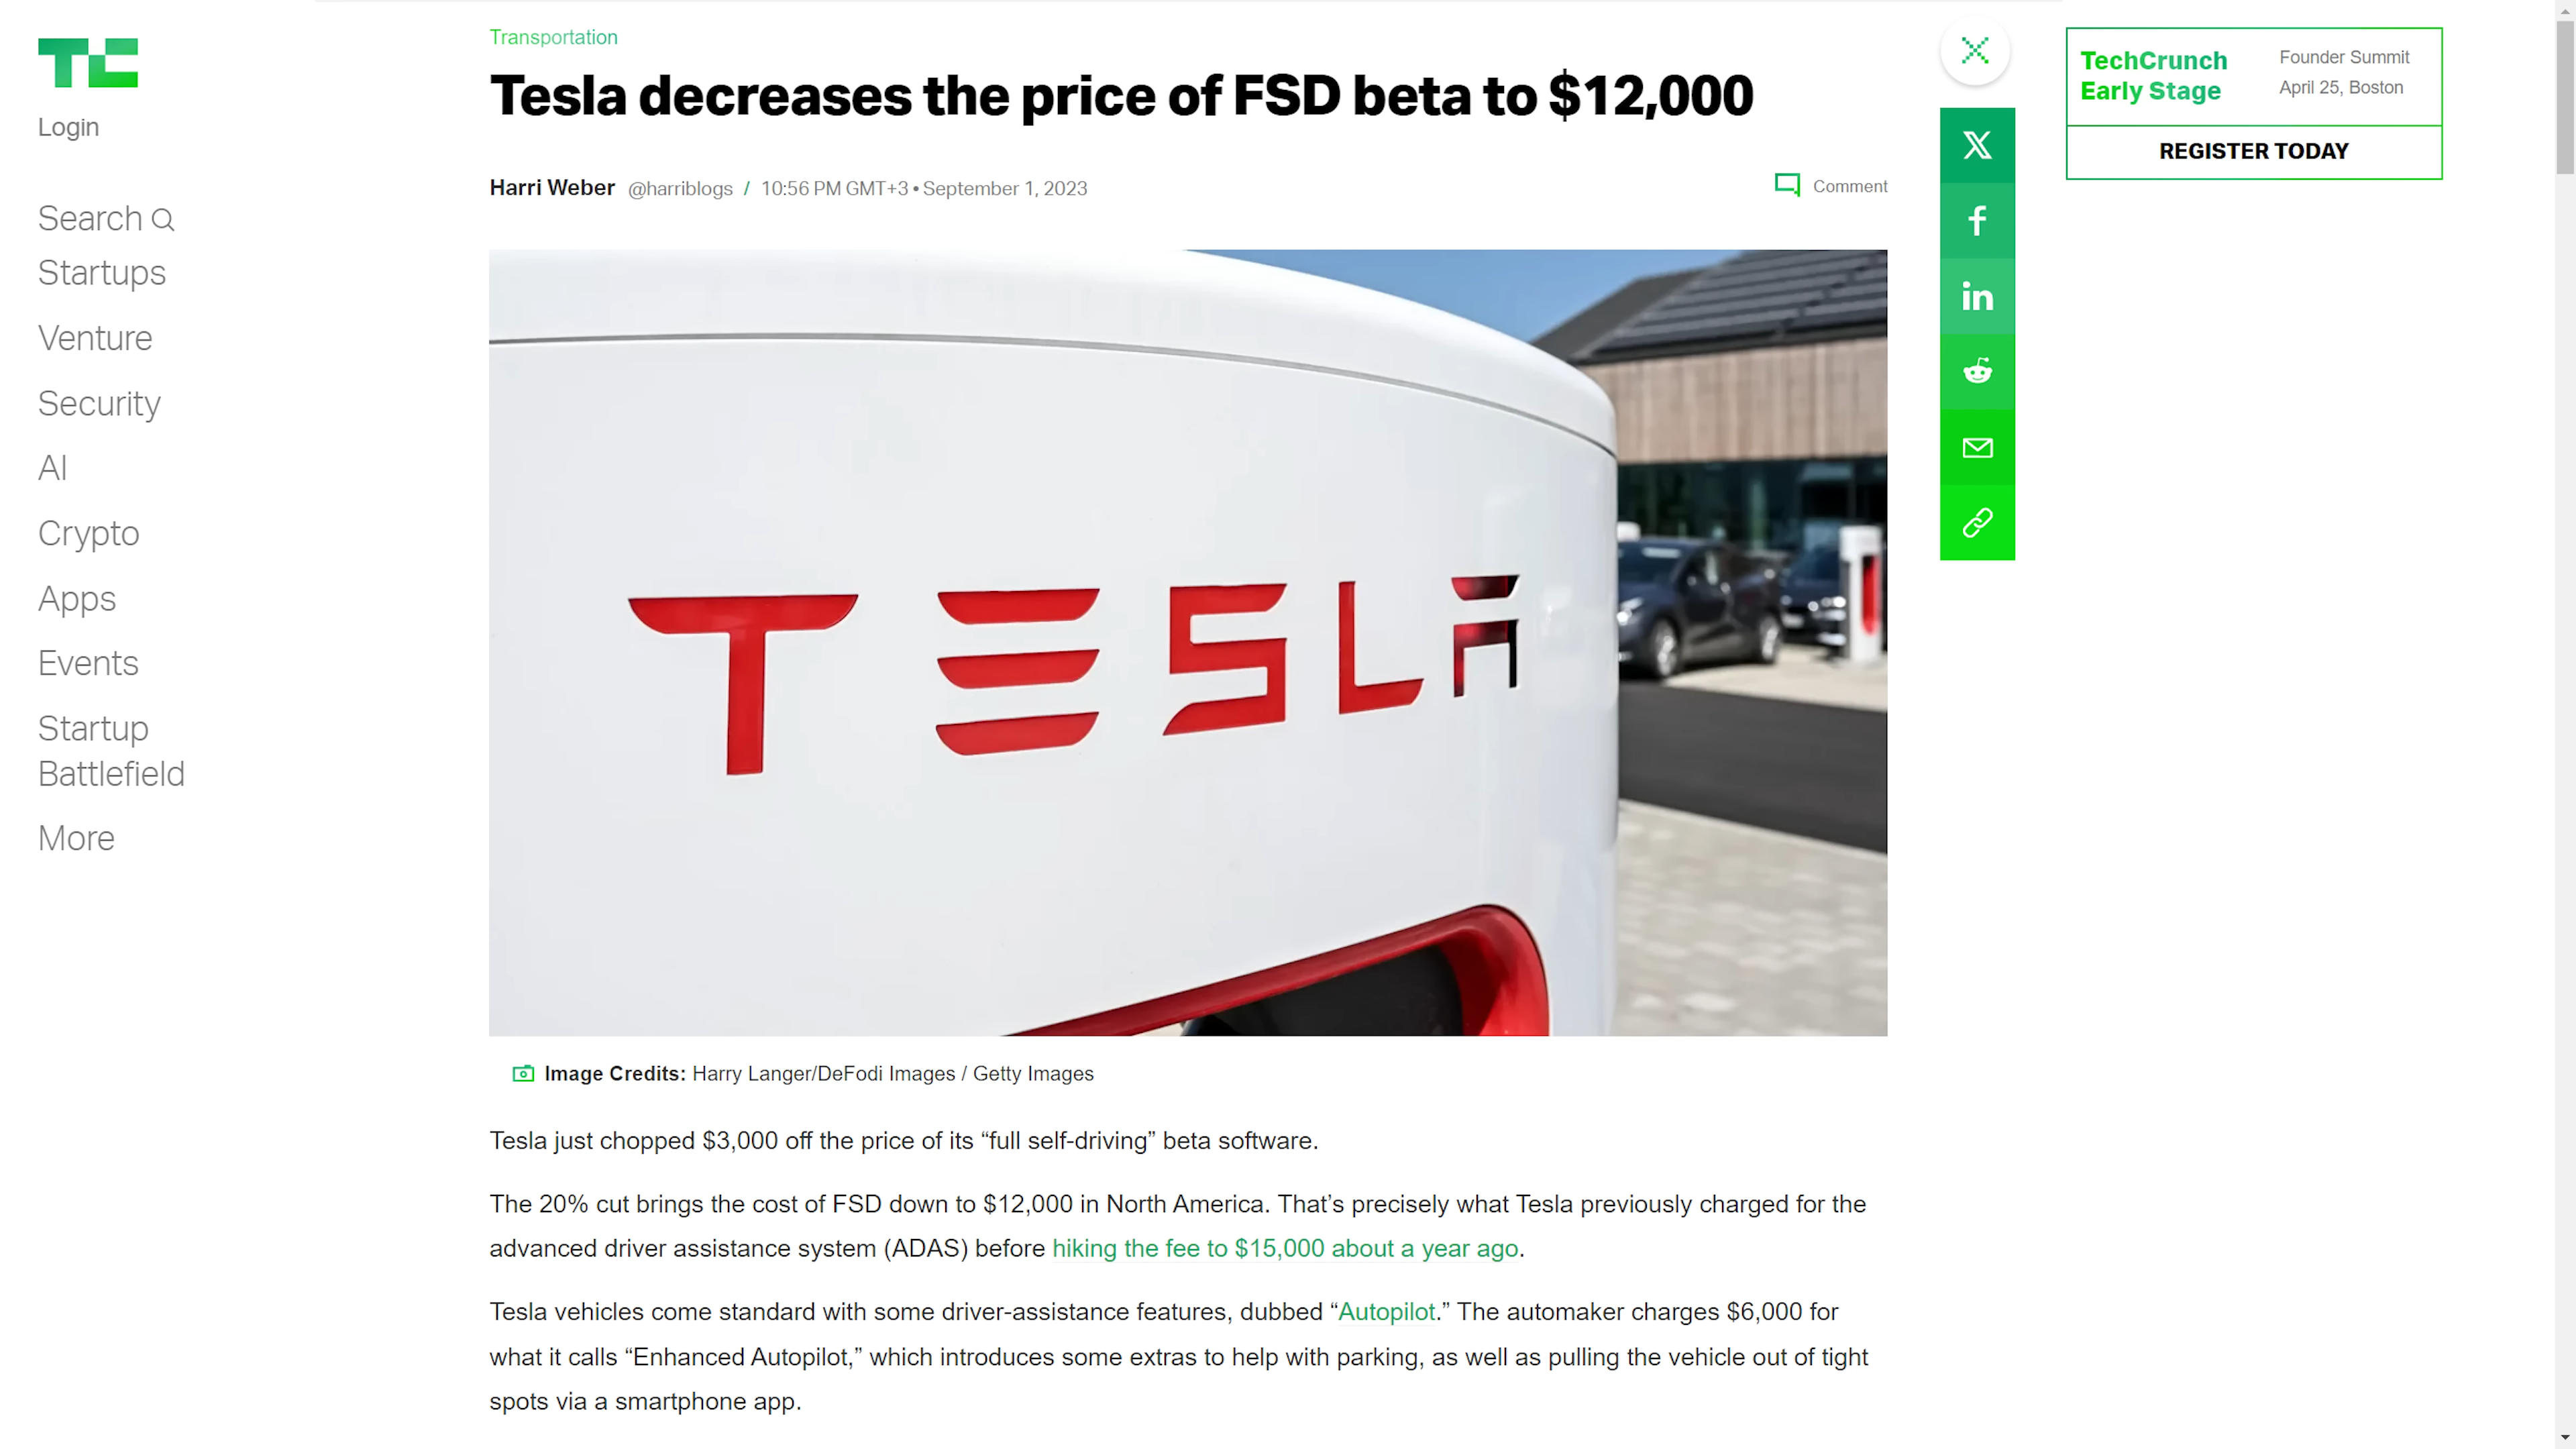 TC
Login
Search
Startups
Venture
Security
AI
Crypto
Apps
Events
Startup
Battlefield
More
Transportation
Tesla decreases the price of FSD beta to $12,000
Harri Weber @harriblogs / 10:56 PM GMT+3 • September 1, 2023
Comment
TESLA
Image Credits: Harry Langer/DeFodi Images / Getty Images
Tesla just chopped $3,000 off the price of its “full self-driving” beta software.
The 20% cut brings the cost of FSD down to $12,000 in North America. That’s precisely what Tesla previously charged for the
advanced driver assistance system (ADAS) before hiking the fee to $15,000 about a year ago.
Tesla vehicles come standard with some driver-assistance features, dubbed “Autopilot.” The automaker charges $6,000 for
what it calls “Enhanced Autopilot,” which introduces some extras to help with parking, as well as pulling the vehicle out of tight
spots via a smartphone app.
X
f
in
TechCrunch
Early Stage
Founder Summit
April 25, Boston
REGISTER TODAY